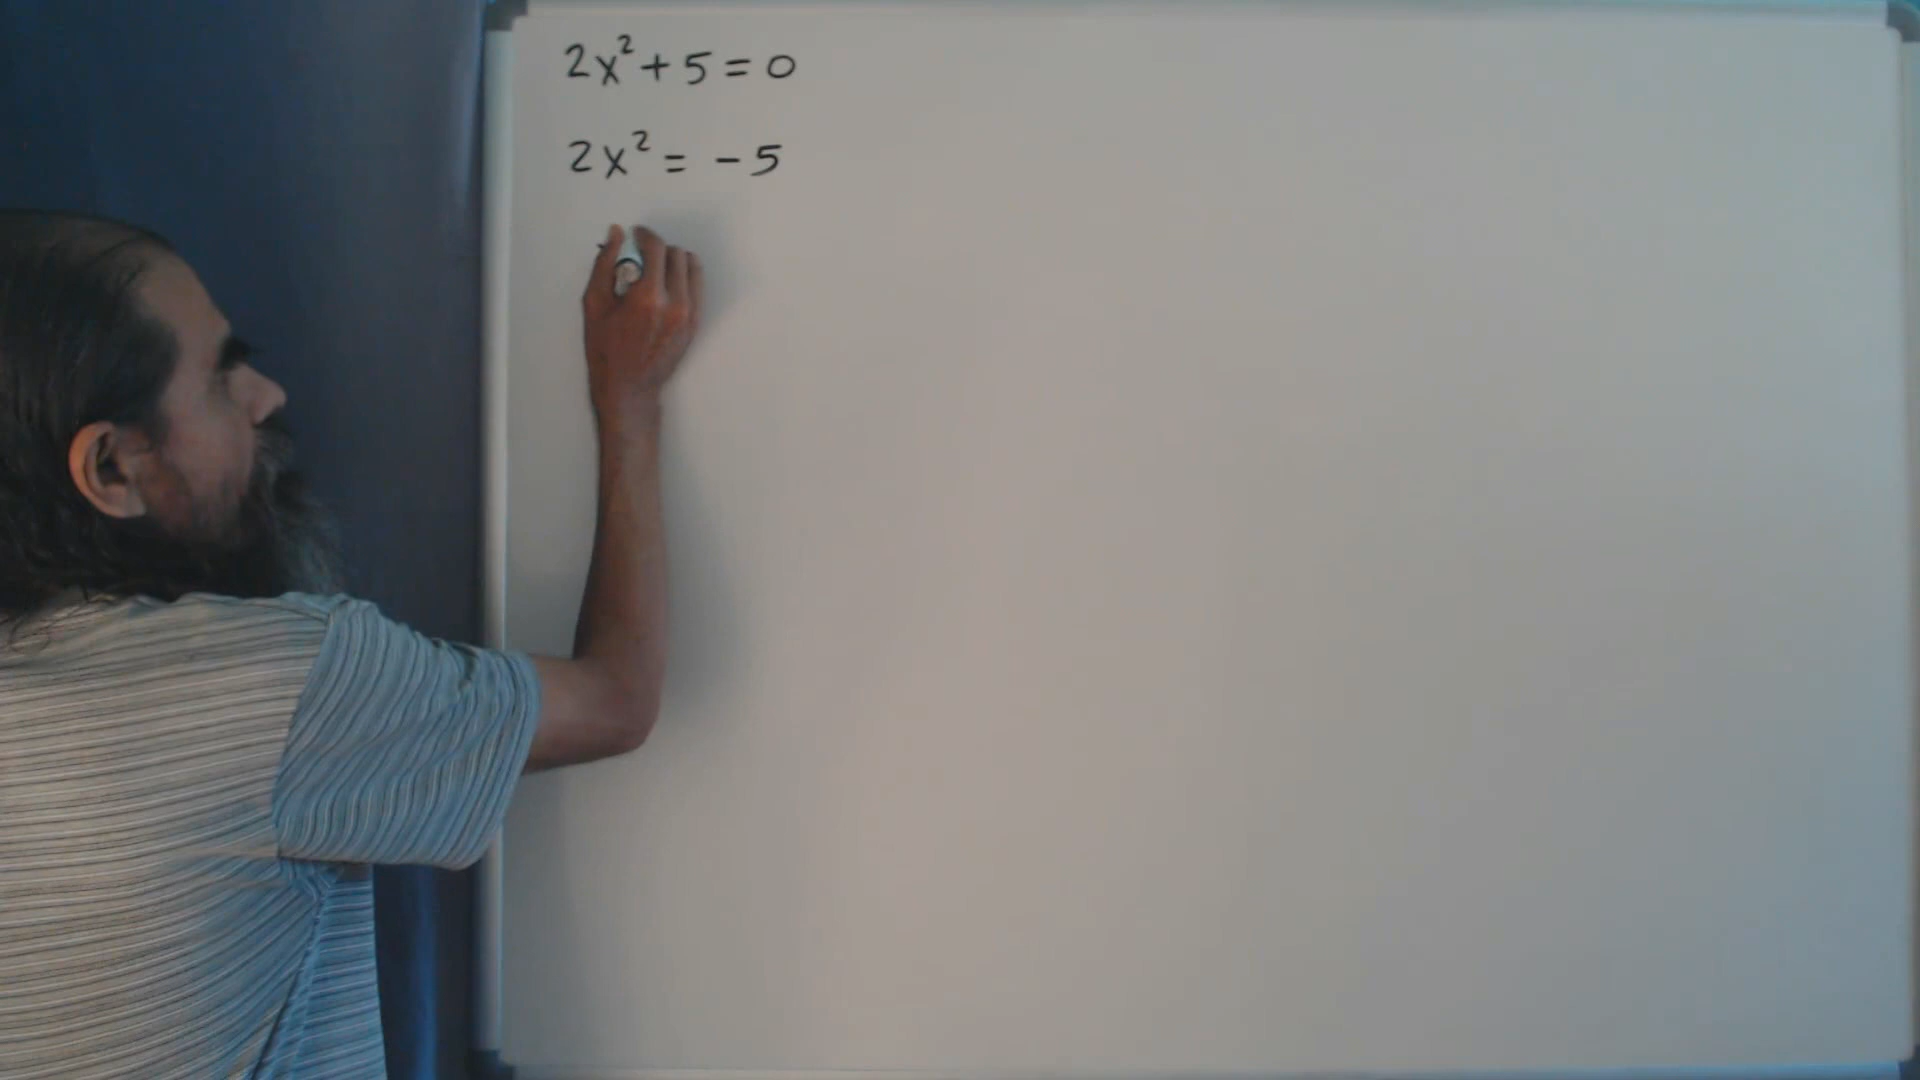 2x² + 5 = 0
2x² = - 5